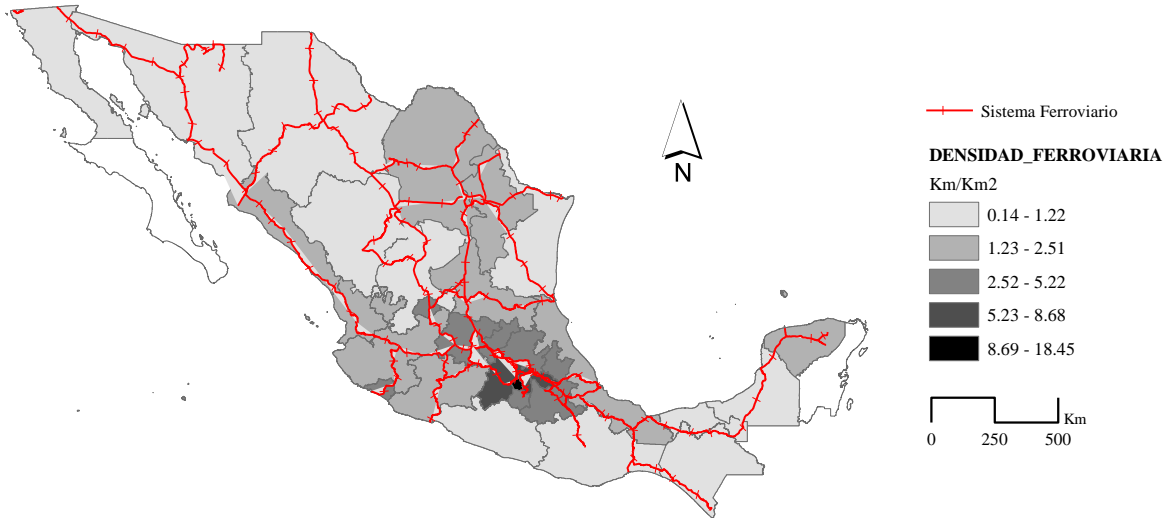 Sistema Ferroviario
DENSIDAD_FERROVIARIA
Km/Km2
0.14 - 1.22
1.23 - 2.51
2.52 - 5.22
5.23 - 8.68
8.69 - 18.45
N
Km
0 250 500